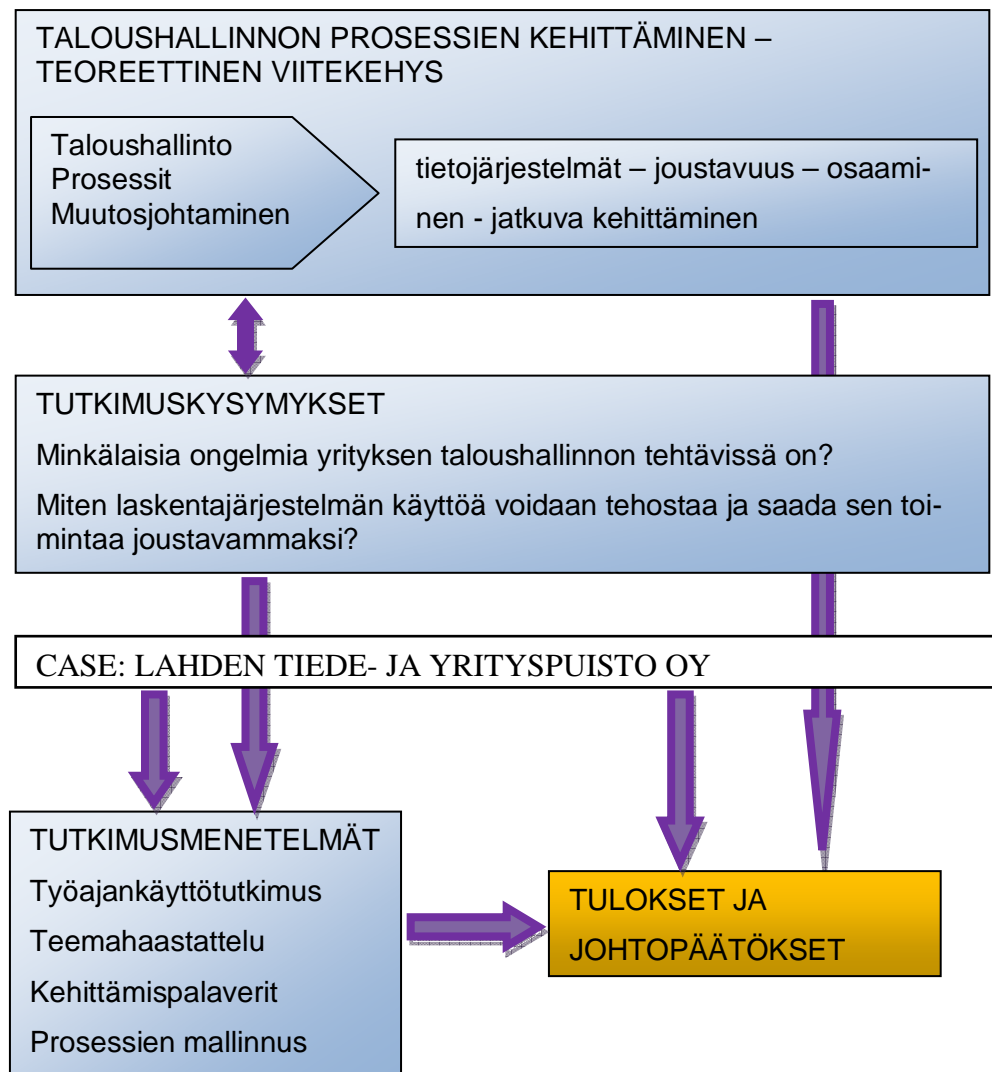 TALOUSHALLINNON PROSESSIEN KEHITTÄMINEN –
TEOREETTINEN VIITEKEHYS
Taloushallinto
Prosessit
Muutosjohtaminen
tietojärjestelmät – joustavuus – osaami-
nen - jatkuva kehittäminen
TUTKIMUSKYSYMYKSET
Minkälaisia ongelmia yrityksen taloushallinnon tehtävissä on?
Miten laskentajärjestelmän käyttöä voidaan tehostaa ja saada sen toi-
mintaa joustavammaksi?
CASE: LAHDEN TIEDE- JA YRITYSPUISTO OY
TUTKIMUSMENETELMÄT
Työajankäyttötutkimus
Teemahaastattelu
Kehittämispalaverit
Prosessien mallinnus
TULOKSET JA
JOHTOPÄÄTÖKSET